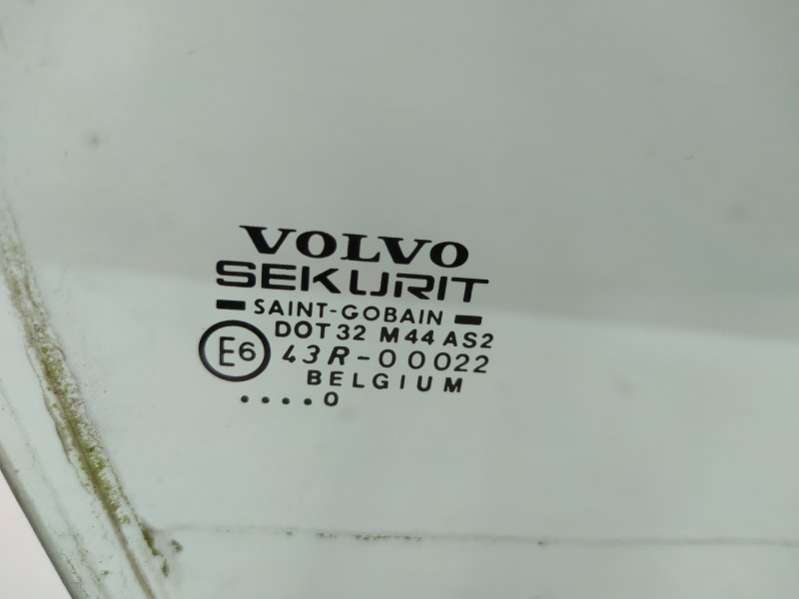 VOLVO
SEKURIT
SAINT-GOBAIN
DOT 32 M44 AS2
E6 43R-00022
BELGIUM
....0